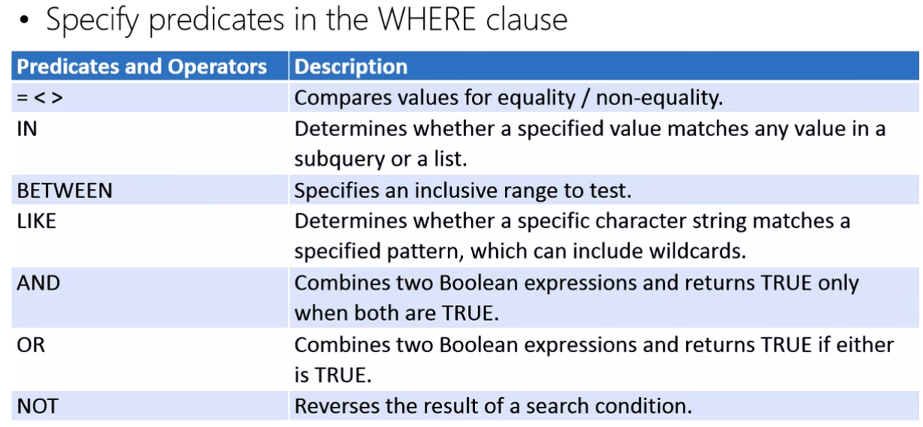 • Specify predicates in the WHERE clause
Predicates and Operators Description
= < > Compares values for equality / non-equality.
IN Determines whether a specified value matches any value in a
subquery or a list.
BETWEEN Specifies an inclusive range to test.
LIKE Determines whether a specific character string matches a
specified pattern, which can include wildcards.
AND Combines two Boolean expressions and returns TRUE only
when both are TRUE.
OR Combines two Boolean expressions and returns TRUE if either
is TRUE.
NOT Reverses the result of a search condition.